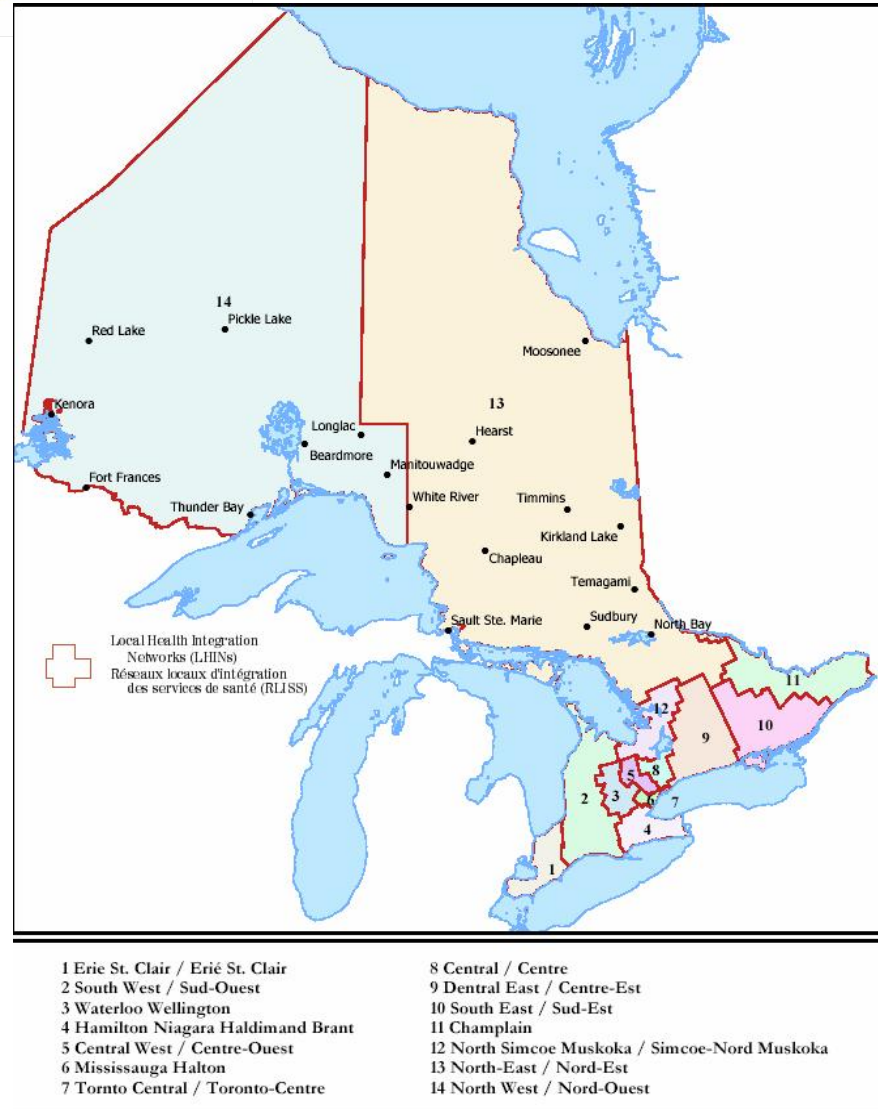 14
Pickle Lake
Red Lake
Moosonee
Kenora
13
Longlac
Hearst
Beardmore
Manitouwadge
Fort Frances
White River
Timmins
Thunder Bay
Kirkland Lake
Chapleau
Temagami
Sault Ste. Marie
Sudbury
North Bay
Local Health Integration
Networks (LHINs)
Réseaux locaux d'intégration
des services de santé (RLISS)
11
12
10
9
8
5
2
3
6
7
4
1
1 Erie St. Clair / Erié St. Clair
2 South West / Sud-Ouest
3 Waterloo Wellington
4 Hamilton Niagara Haldimand Brant
5 Central West / Centre-Ouest
6 Mississauga Halton
7 Tornto Central / Toronto-Centre
8 Central / Centre
9 Dentral East / Centre-Est
10 South East / Sud-Est
11 Champlain
12 North Simcoe Muskoka / Simcoe-Nord Muskoka
13 North-East / Nord-Est
14 North West / Nord-Ouest